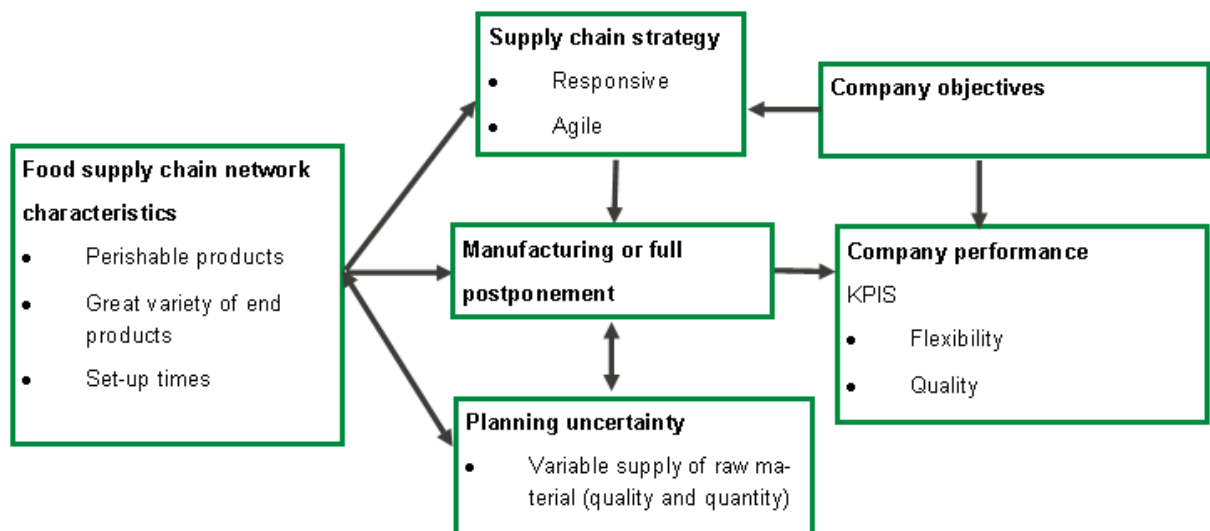 Supply chain strategy
• Responsive
• Agile
Company objectives
Food supply chain network
characteristics
• Perishable products
• Great variety of end
products
• Set-up times
Manufacturing or full
postponement
Company performance
KPIS
• Flexibility
• Quality
Planning uncertainty
• Variable supply of raw ma-
terial (quality and quantity)